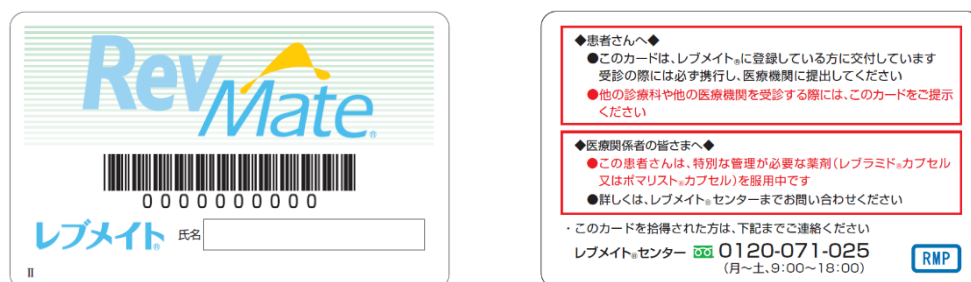 RevMate®
0000000000
レブメイト®
氏名
II
◆患者さんへ◆
●このカードは、レブメイト®に登録している方に交付しています
受診の際には必ず携行し、医療機関に提出してください
●他の診療科や他の医療機関を受診する際には、このカードをご提示
ください
◆医療関係者の皆さまへ◆
●この患者さんは、特別な管理が必要な薬剤（レブラミド®カプセル
又はポマリスト®カプセル）を服用中です
●詳しくは、レブメイト®センターまでお問い合わせください
・このカードを拾得された方は、下記までご連絡ください
レブメイト®センター 0120-071-025
（月～土、9:00～18:00）
RMP